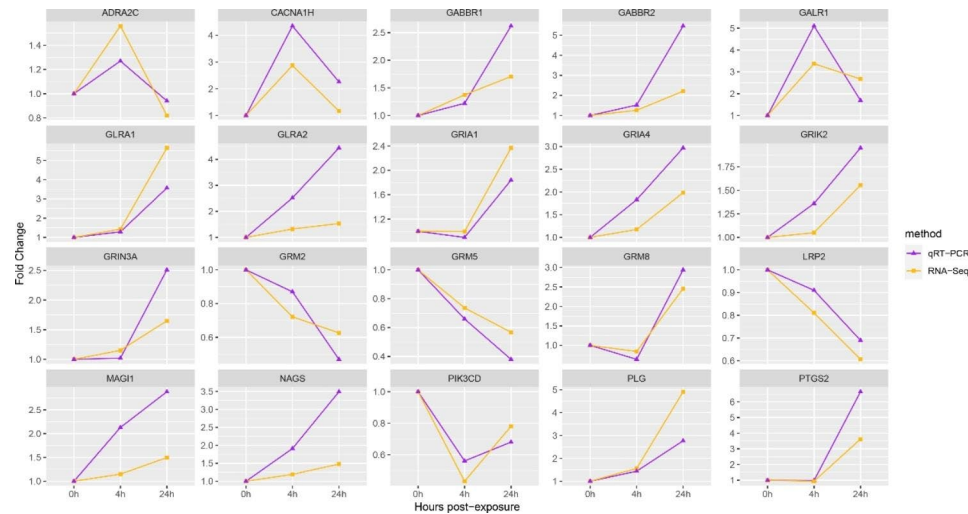 ADRA2C CACNA1H GABBR1 GABBR2 GALR1
1.4 1.2 1.0 0.8
4 3 2 1
2.5 2.0 1.5 1.0
5 4 3 2 1
5 4 3 2 1
GLRA1 GLRA2 GRIA1 GRIA4 GRIK2
5 4 3 2 1
4 3 2 1
2.4 2.0 1.6 1.2
3.0 2.5 2.0 1.5 1.0
1.75 1.50 1.25 1.00
GRIN3A GRM2 GRM5 GRM8 LRP2
2.5 2.0 1.5 1.0
1.0 0.8 0.6
1.0 0.8 0.6 0.4
3.0 2.5 2.0 1.5 1.0
1.0 0.9 0.8 0.7 0.6
MAGI1 NAGS PIK3CD PLG PTGS2
2.5 2.0 1.5 1.0
3.5 3.0 2.5 2.0 1.5 1.0
1.0 0.8 0.6
5 4 3 2 1
6 5 4 3 2 1
0h 4h 24h 0h 4h 24h 0h 4h 24h 0h 4h 24h 0h 4h 24h
Hours post-exposure
Fold Change
method
qRT-PCR
RNA-Seq